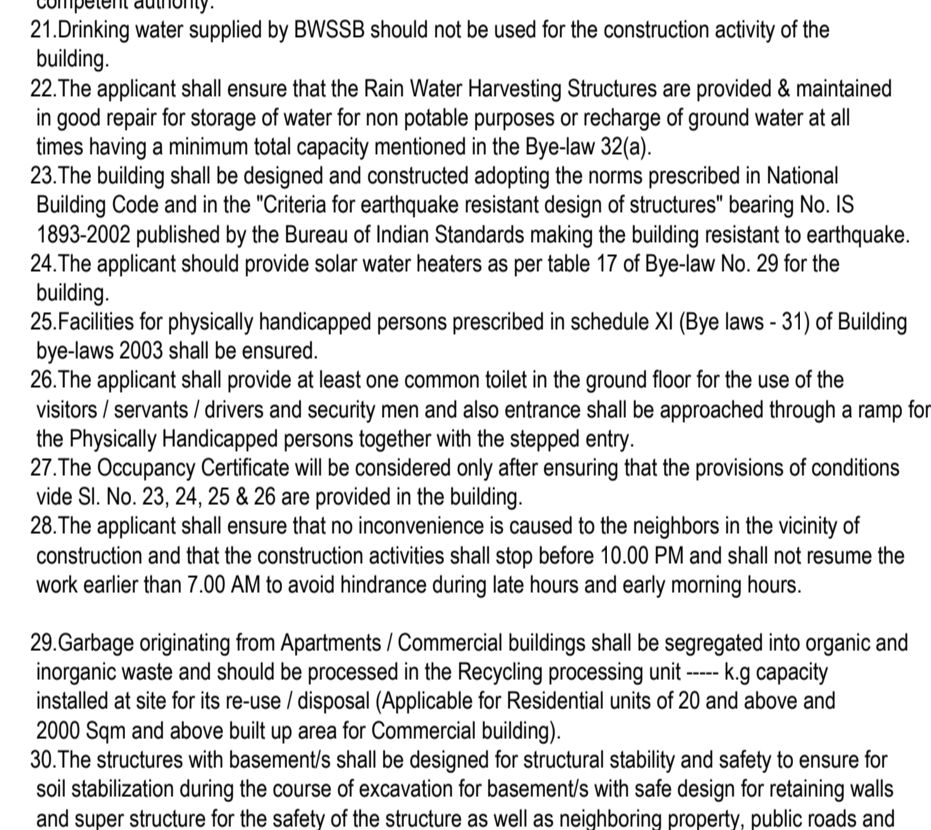 competent authority.
21.Drinking water supplied by BWSSB should not be used for the construction activity of the
building.
22.The applicant shall ensure that the Rain Water Harvesting Structures are provided & maintained
in good repair for storage of water for non potable purposes or recharge of ground water at all
times having a minimum total capacity mentioned in the Bye-law 32(a).
23.The building shall be designed and constructed adopting the norms prescribed in National
Building Code and in the "Criteria for earthquake resistant design of structures" bearing No. IS
1893-2002 published by the Bureau of Indian Standards making the building resistant to earthquake.
24.The applicant should provide solar water heaters as per table 17 of Bye-law No. 29 for the
building.
25.Facilities for physically handicapped persons prescribed in schedule XI (Bye laws - 31) of Building
bye-laws 2003 shall be ensured.
26.The applicant shall provide at least one common toilet in the ground floor for the use of the
visitors / servants / drivers and security men and also entrance shall be approached through a ramp for
the Physically Handicapped persons together with the stepped entry.
27.The Occupancy Certificate will be considered only after ensuring that the provisions of conditions
vide Sl. No. 23, 24, 25 & 26 are provided in the building.
28.The applicant shall ensure that no inconvenience is caused to the neighbors in the vicinity of
construction and that the construction activities shall stop before 10.00 PM and shall not resume the
work earlier than 7.00 AM to avoid hindrance during late hours and early morning hours.
29.Garbage originating from Apartments / Commercial buildings shall be segregated into organic and
inorganic waste and should be processed in the Recycling processing unit ----- k.g capacity
installed at site for its re-use / disposal (Applicable for Residential units of 20 and above and
2000 Sqm and above built up area for Commercial building).
30.The structures with basement/s shall be designed for structural stability and safety to ensure for
soil stabilization during the course of excavation for basement/s with safe design for retaining walls
and super structure for the safety of the structure as well as neighboring property, public roads and